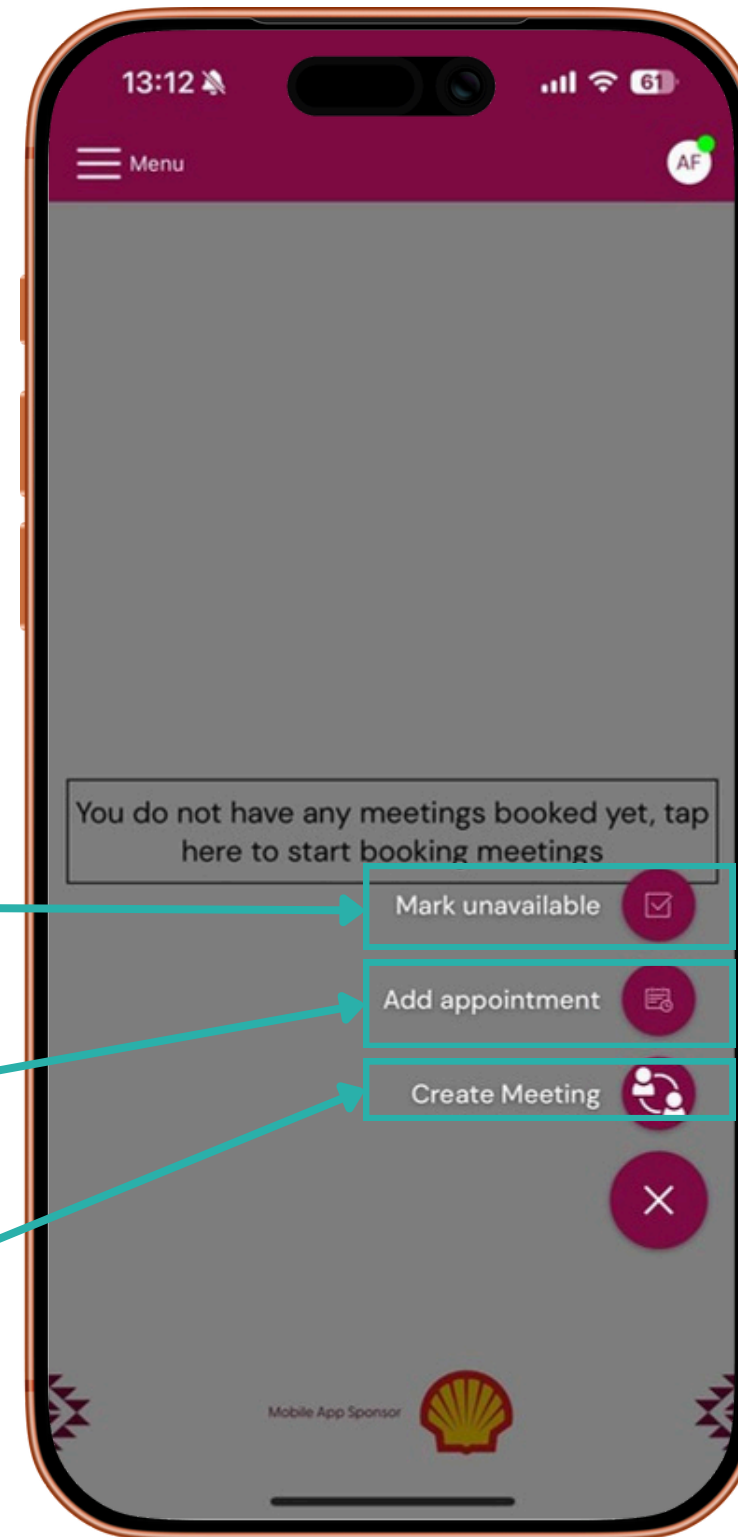 13:12
61
Menu
AF
You do not have any meetings booked yet, tap
here to start booking meetings
Mark unavailable
Add appointment
Create Meeting
Mobile App Sponsor